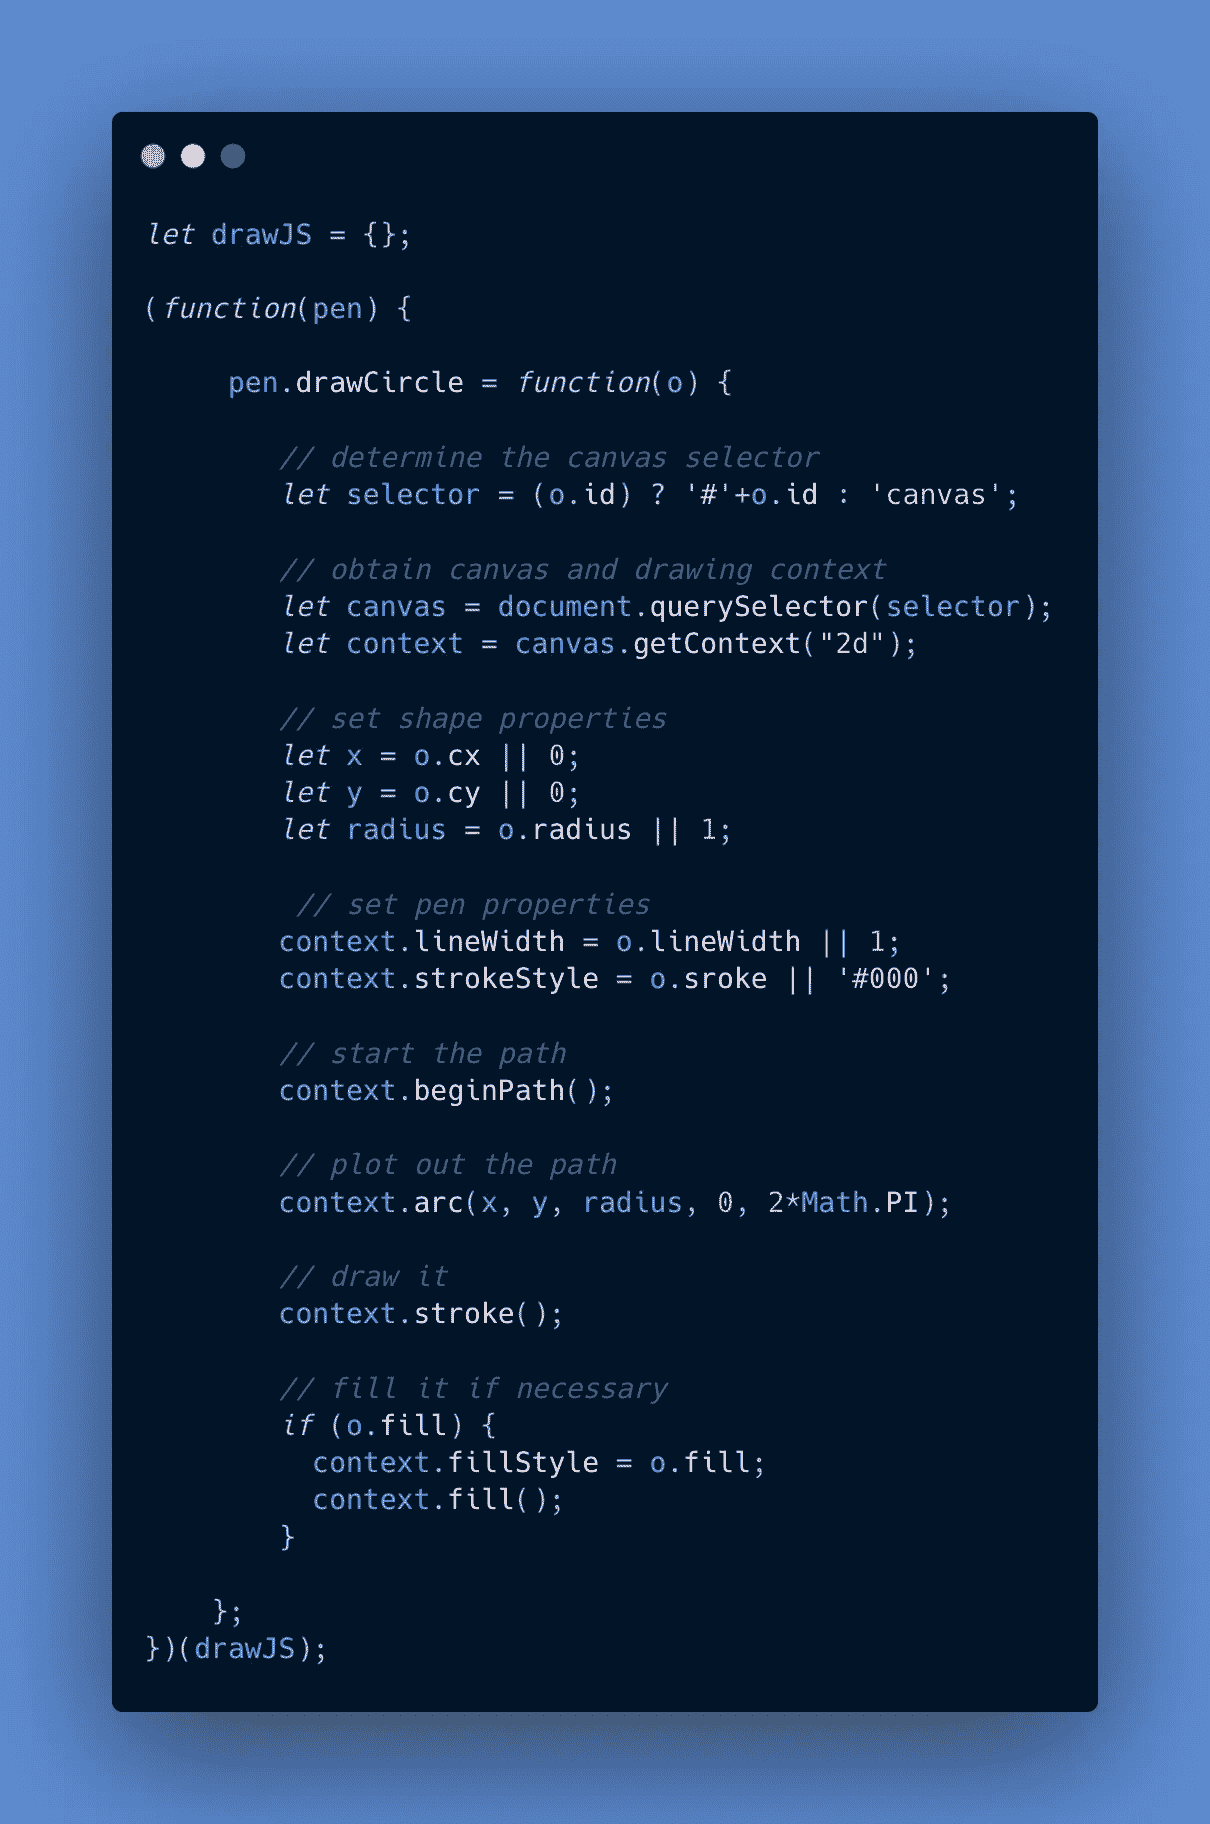 let drawJS = {};
(function(pen) {
pen.drawCircle = function(o) {
// determine the canvas selector
let selector = (o.id) ? '#'+o.id : 'canvas';
// obtain canvas and drawing context
let canvas = document.querySelector(selector);
let context = canvas.getContext("2d");
// set shape properties
let x = o.cx || 0;
let y = o.cy || 0;
let radius = o.radius || 1;
// set pen properties
context.lineWidth = o.lineWidth || 1;
context.strokeStyle = o.sroke || '#000';
// start the path
context.beginPath();
// plot out the path
context.arc(x, y, radius, 0, 2*Math.PI);
// draw it
context.stroke();
// fill it if necessary
if (o.fill) {
context.fillStyle = o.fill;
context.fill();
}
};
})(drawJS);